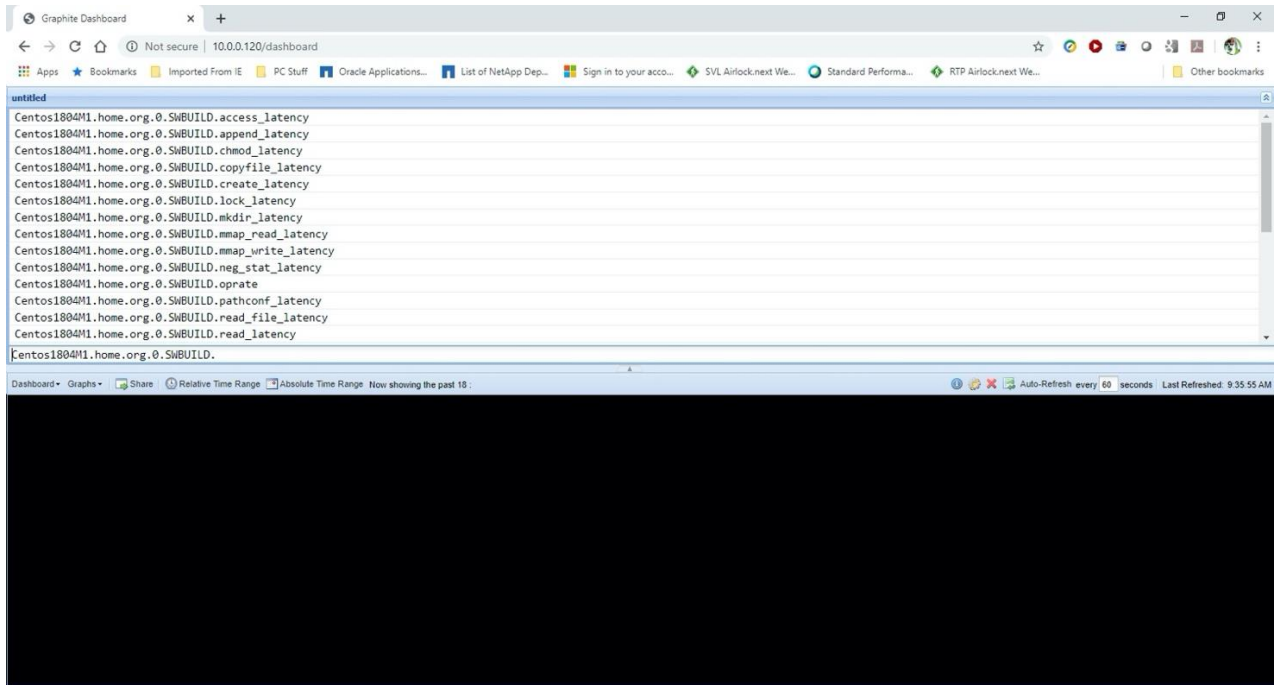 Graphite Dashboard
Not secure | 10.0.0.120/dashboard
Apps Bookmarks Imported From IE PC Stuff Oracle Applications... List of NetApp Dep... Sign in to your acco... SVL Airlock.next We... Standard Performa... RTP Airlock.next We... Other bookmarks
untitled
Centos1804M1.home.org.0.SWBUILD.access_latency
Centos1804M1.home.org.0.SWBUILD.append_latency
Centos1804M1.home.org.0.SWBUILD.chmod_latency
Centos1804M1.home.org.0.SWBUILD.copyfile_latency
Centos1804M1.home.org.0.SWBUILD.create_latency
Centos1804M1.home.org.0.SWBUILD.lock_latency
Centos1804M1.home.org.0.SWBUILD.mkdir_latency
Centos1804M1.home.org.0.SWBUILD.mmap_read_latency
Centos1804M1.home.org.0.SWBUILD.mmap_write_latency
Centos1804M1.home.org.0.SWBUILD.neg_stat_latency
Centos1804M1.home.org.0.SWBUILD.oprate
Centos1804M1.home.org.0.SWBUILD.pathconf_latency
Centos1804M1.home.org.0.SWBUILD.read_file_latency
Centos1804M1.home.org.0.SWBUILD.read_latency
Centos1804M1.home.org.0.SWBUILD.
Dashboard Graphs Share Relative Time Range Absolute Time Range Now showing the past 18 : Auto-Refresh every 60 seconds Last Refreshed: 9:35:55 AM